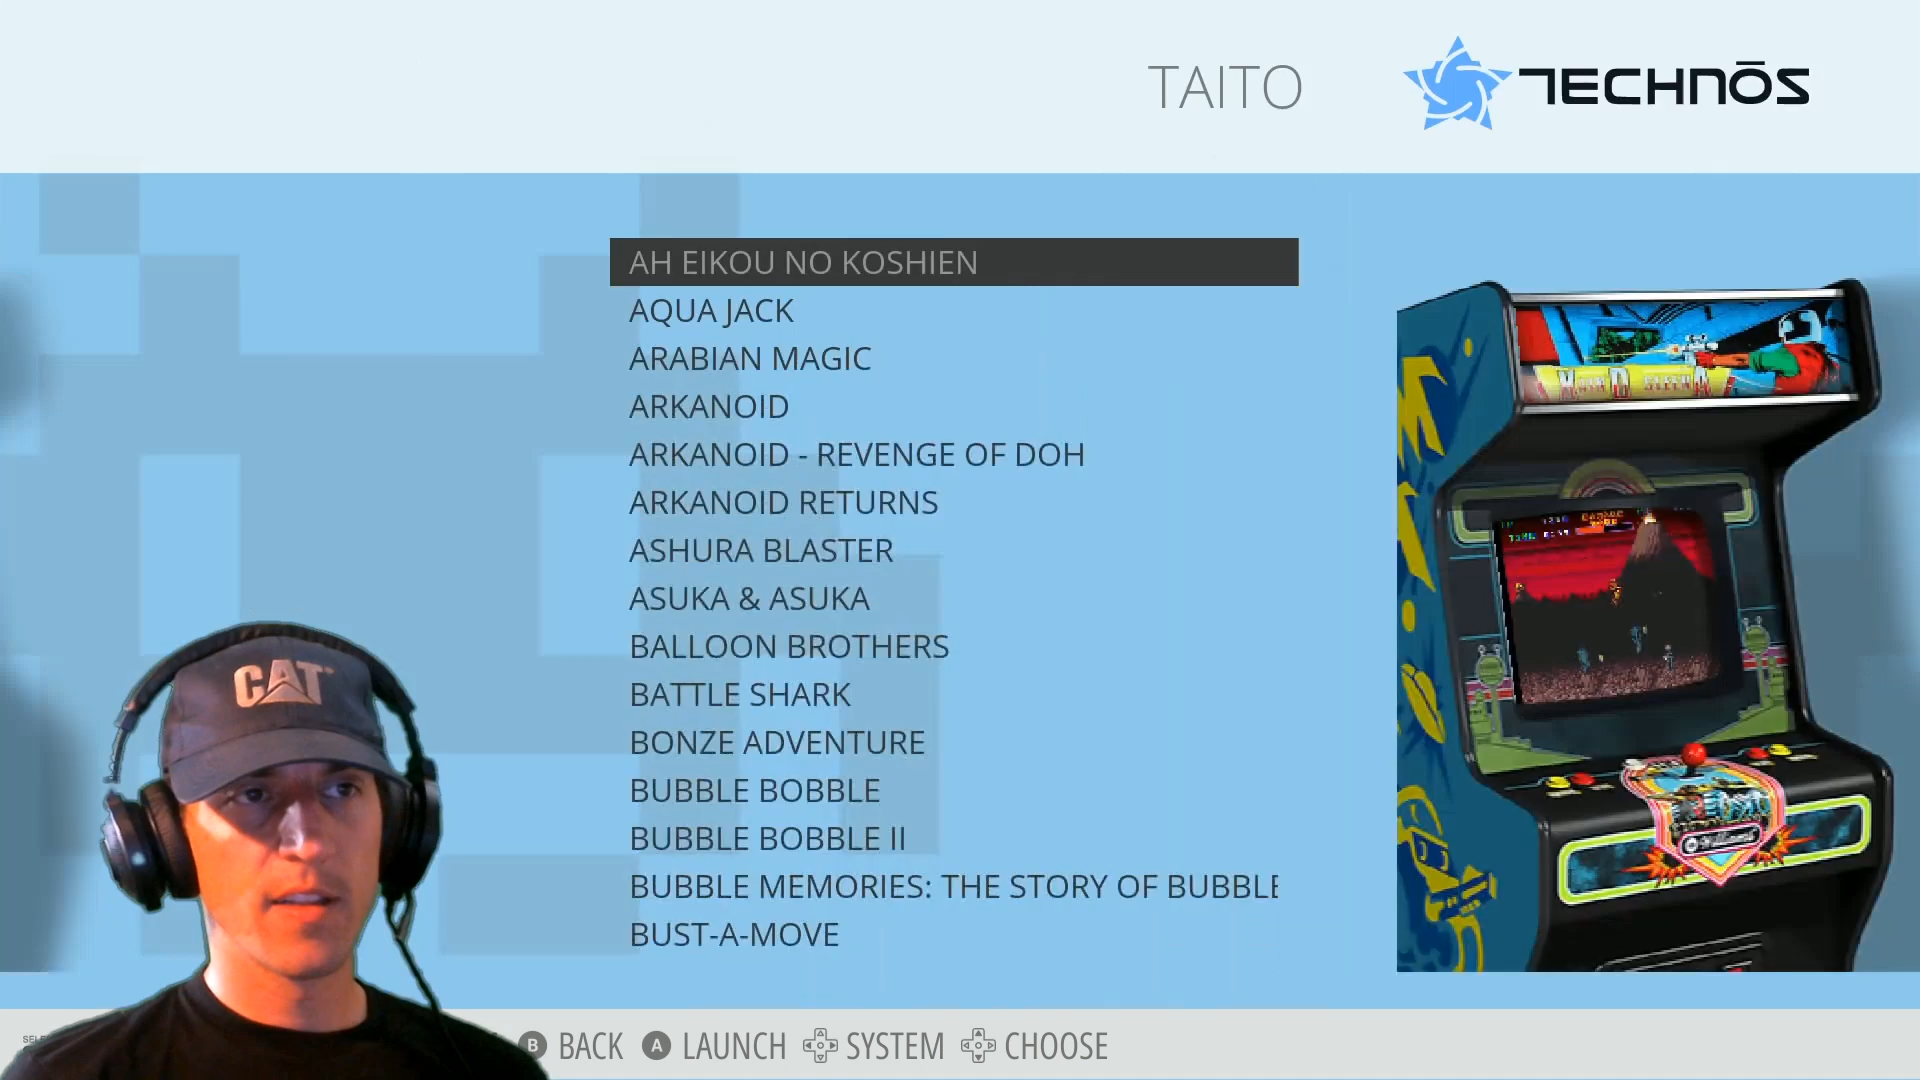 TAITO
TECHNŌS
AH EIKOU NO KOSHIEN
AQUA JACK
ARABIAN MAGIC
ARKANOID
ARKANOID - REVENGE OF DOH
ARKANOID RETURNS
ASHURA BLASTER
ASUKA & ASUKA
BALLOON BROTHERS
BATTLE SHARK
BONZE ADVENTURE
BUBBLE BOBBLE
BUBBLE BOBBLE II
BUBBLE MEMORIES: THE STORY OF BUBBLE
BUST-A-MOVE
CAT
Williams
B BACK A LAUNCH SYSTEM CHOOSE